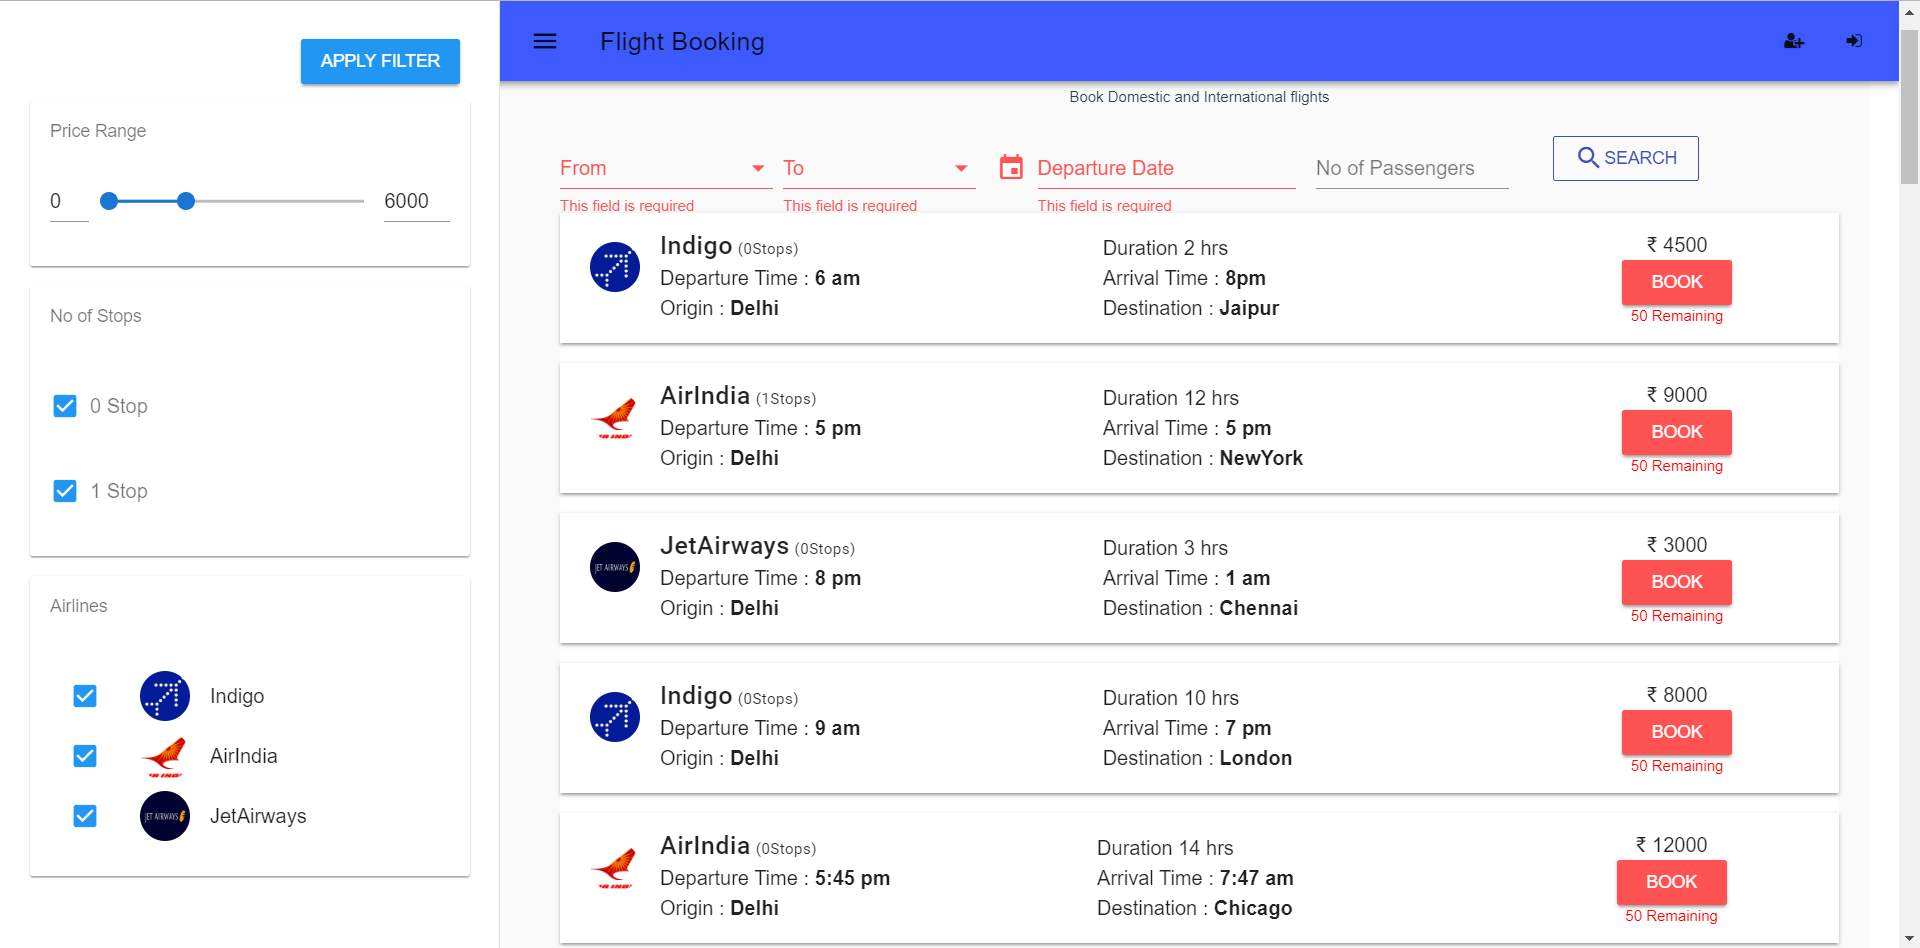 APPLY FILTER
Price Range
0
6000
No of Stops
0 Stop
1 Stop
Airlines
Indigo
AirIndia
JET AIRWAYS
JetAirways
Flight Booking
Book Domestic and International flights
From
To
Departure Date
No of Passengers
SEARCH
This field is required
This field is required
This field is required
Indigo (0Stops)
Departure Time : 6 am
Origin : Delhi
Duration 2 hrs
Arrival Time : 8pm
Destination : Jaipur
₹ 4500
BOOK
50 Remaining
AirIndia (1Stops)
Departure Time : 5 pm
Origin : Delhi
Duration 12 hrs
Arrival Time : 5 pm
Destination : NewYork
₹ 9000
BOOK
50 Remaining
JET AIRWAYS
JetAirways (0Stops)
Departure Time : 8 pm
Origin : Delhi
Duration 3 hrs
Arrival Time : 1 am
Destination : Chennai
₹ 3000
BOOK
50 Remaining
Indigo (0Stops)
Departure Time : 9 am
Origin : Delhi
Duration 10 hrs
Arrival Time : 7 pm
Destination : London
₹ 8000
BOOK
50 Remaining
AirIndia (0Stops)
Departure Time : 5:45 pm
Origin : Delhi
Duration 14 hrs
Arrival Time : 7:47 am
Destination : Chicago
₹ 12000
BOOK
50 Remaining